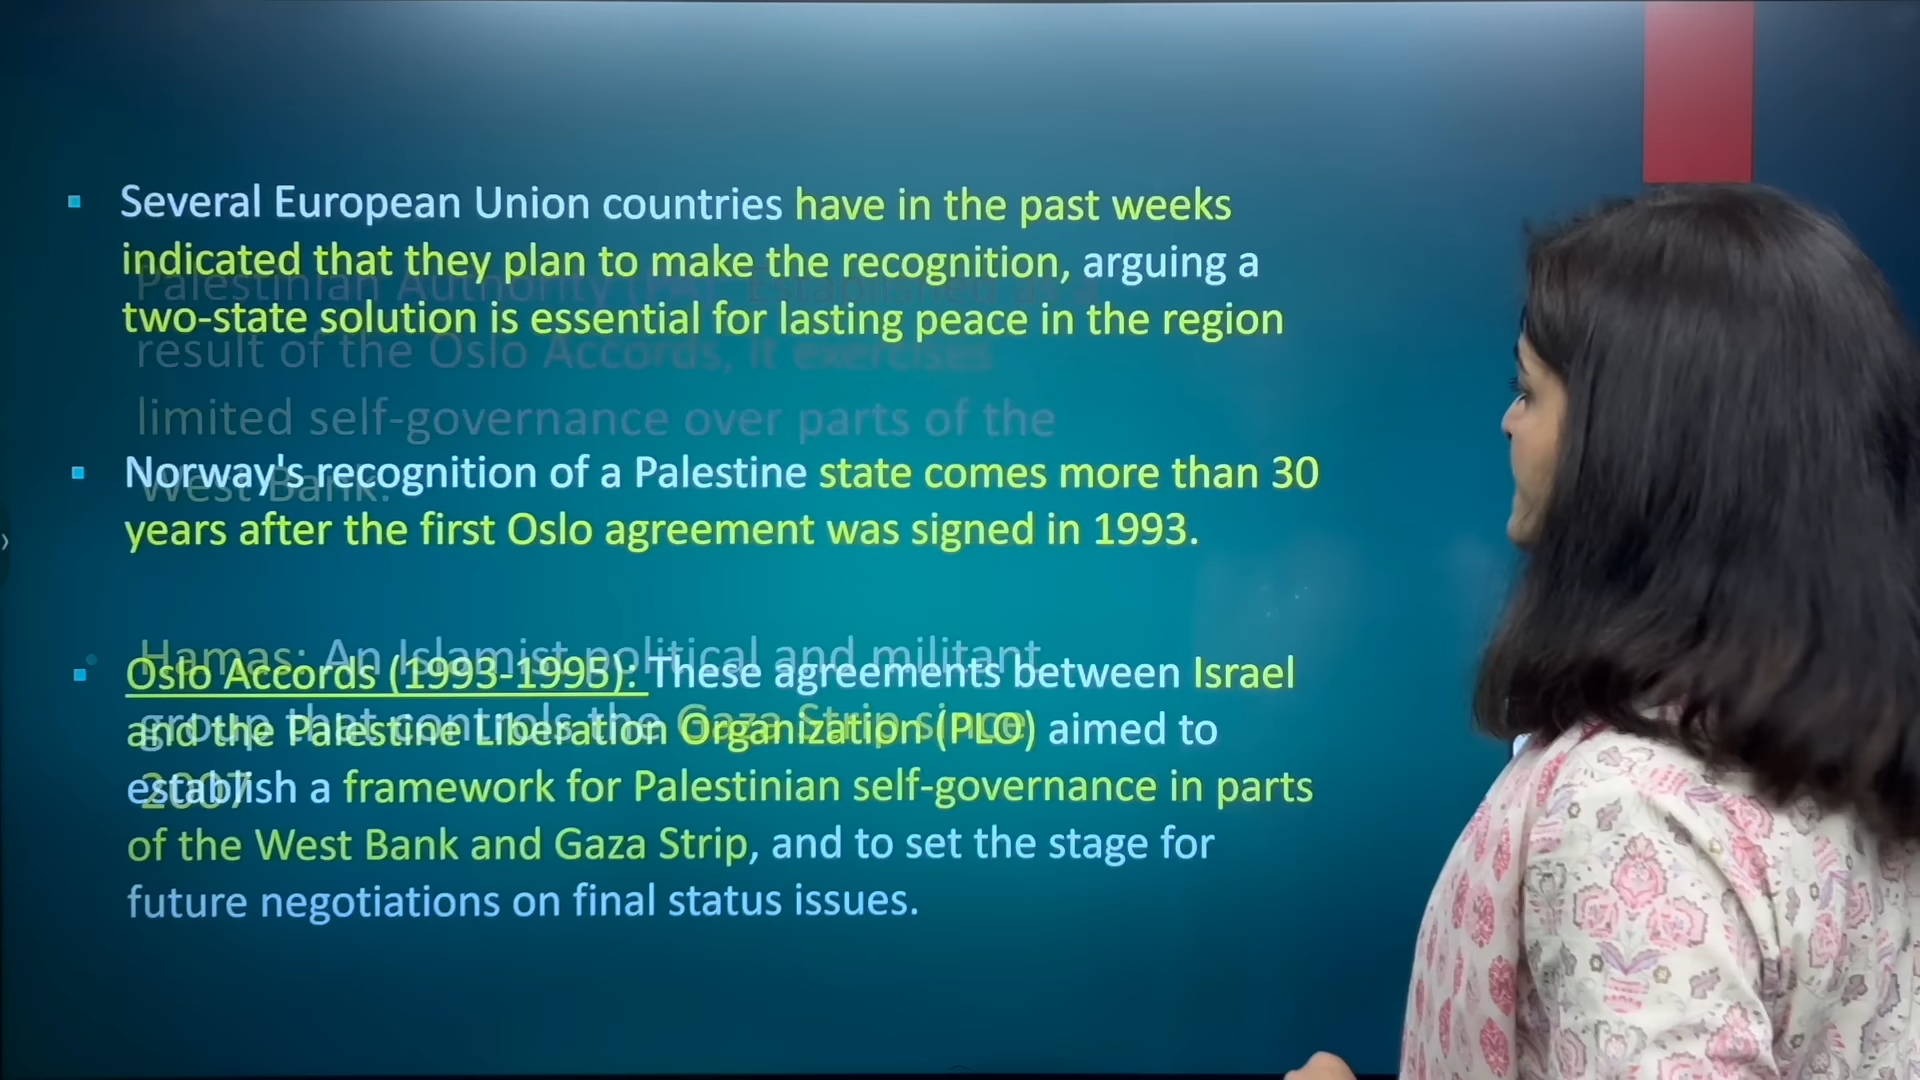 Several European Union countries have in the past weeks
indicated that they plan to make the recognition, arguing a
two-state solution is essential for lasting peace in the region
Palestinian Authority (PA): Established as a
result of the Oslo Accords, it exercises
limited self-governance over parts of the
West Bank.
Norway's recognition of a Palestine state comes more than 30
years after the first Oslo agreement was signed in 1993.
Oslo Accords (1993-1995): These agreements between Israel
and the Palestine Liberation Organization (PLO) aimed to
establish a framework for Palestinian self-governance in parts
of the West Bank and Gaza Strip, and to set the stage for
future negotiations on final status issues.
Hamas: An Islamist political and militant
group that controls the Gaza Strip since
2007